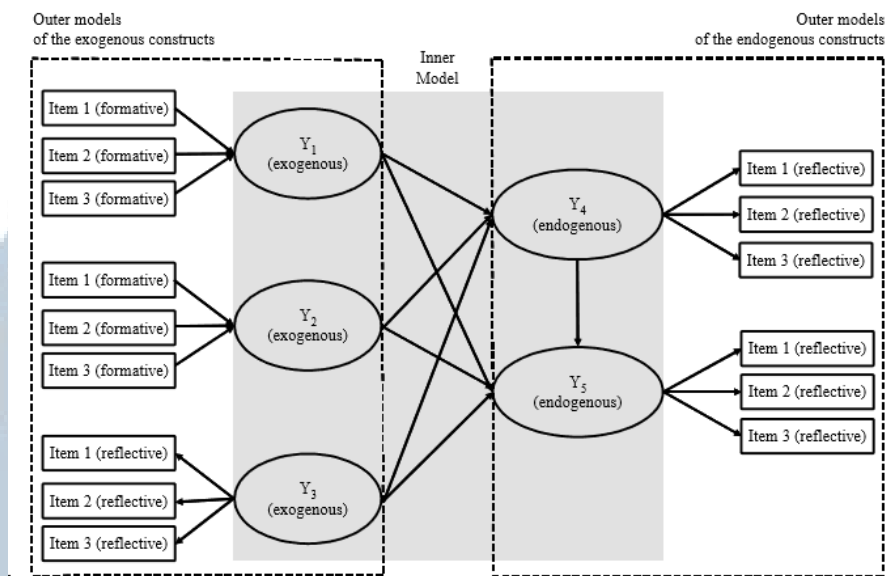 Outer models
of the exogenous constructs
Outer models
of the endogenous constructs
Inner
Model
Item 1 (formative)
Item 2 (formative)
Item 3 (formative)
Y1
(exogenous)
Item 1 (formative)
Item 2 (formative)
Item 3 (formative)
Y2
(exogenous)
Item 1 (reflective)
Item 2 (reflective)
Item 3 (reflective)
Y3
(exogenous)
Y4
(endogenous)
Item 1 (reflective)
Item 2 (reflective)
Item 3 (reflective)
Y5
(endogenous)
Item 1 (reflective)
Item 2 (reflective)
Item 3 (reflective)